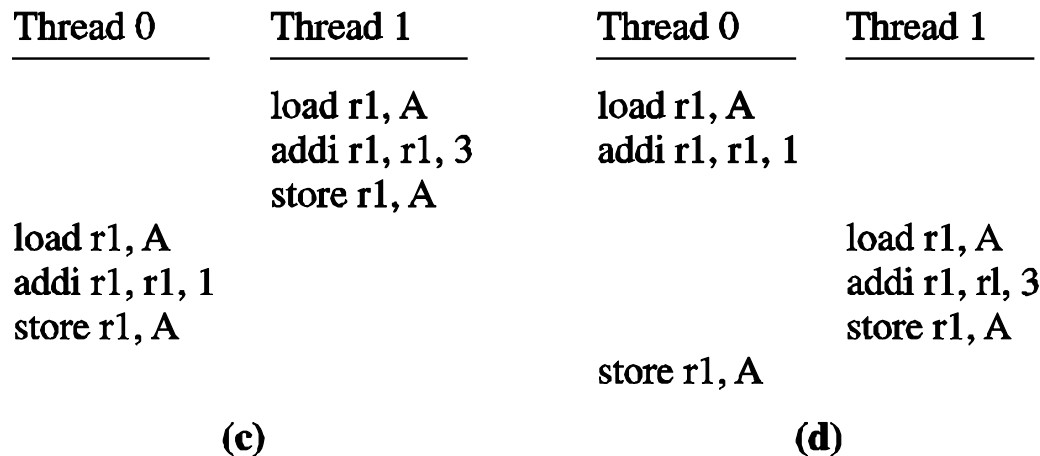 Thread 0 Thread 1
load r1, A
addi r1, r1, 3
store r1, A
load r1, A
addi r1, r1, 1
store r1, A
(c)
Thread 0 Thread 1
load r1, A
addi r1, r1, 1
load r1, A
addi r1, rl, 3
store r1, A
store r1, A
(d)